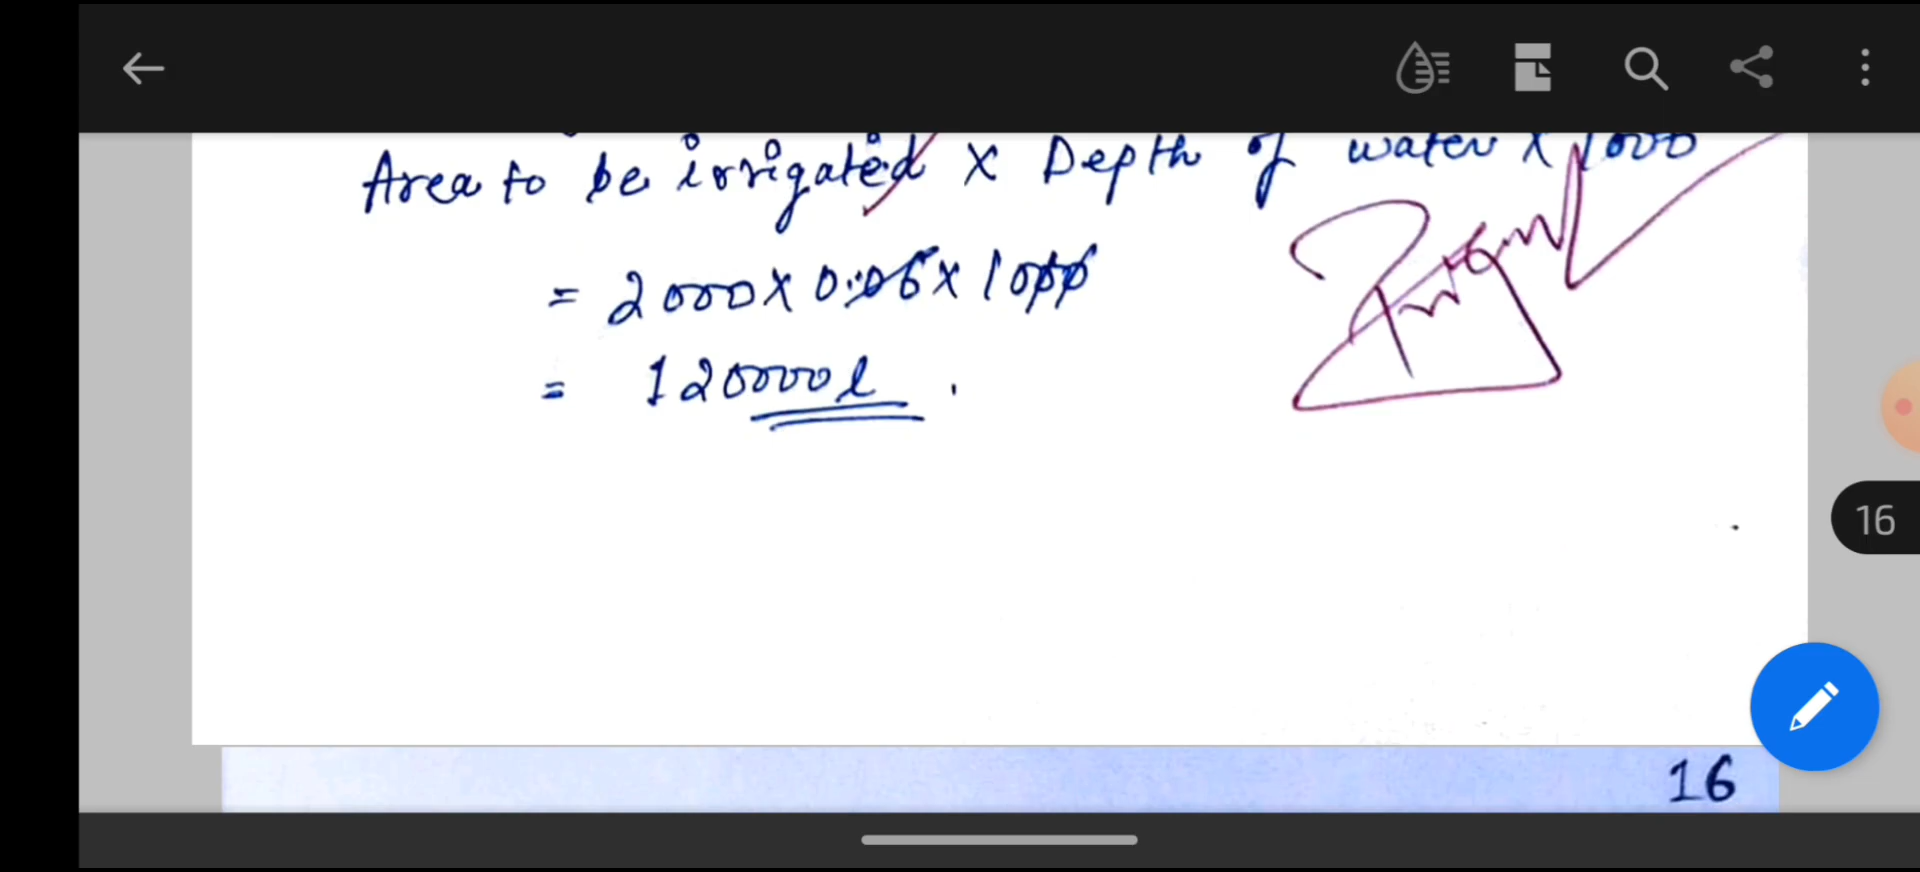 Area to be irrigated X Depth of water X 1000
= 2000 X 0.06 X 1000
= 120000 l .
16
16